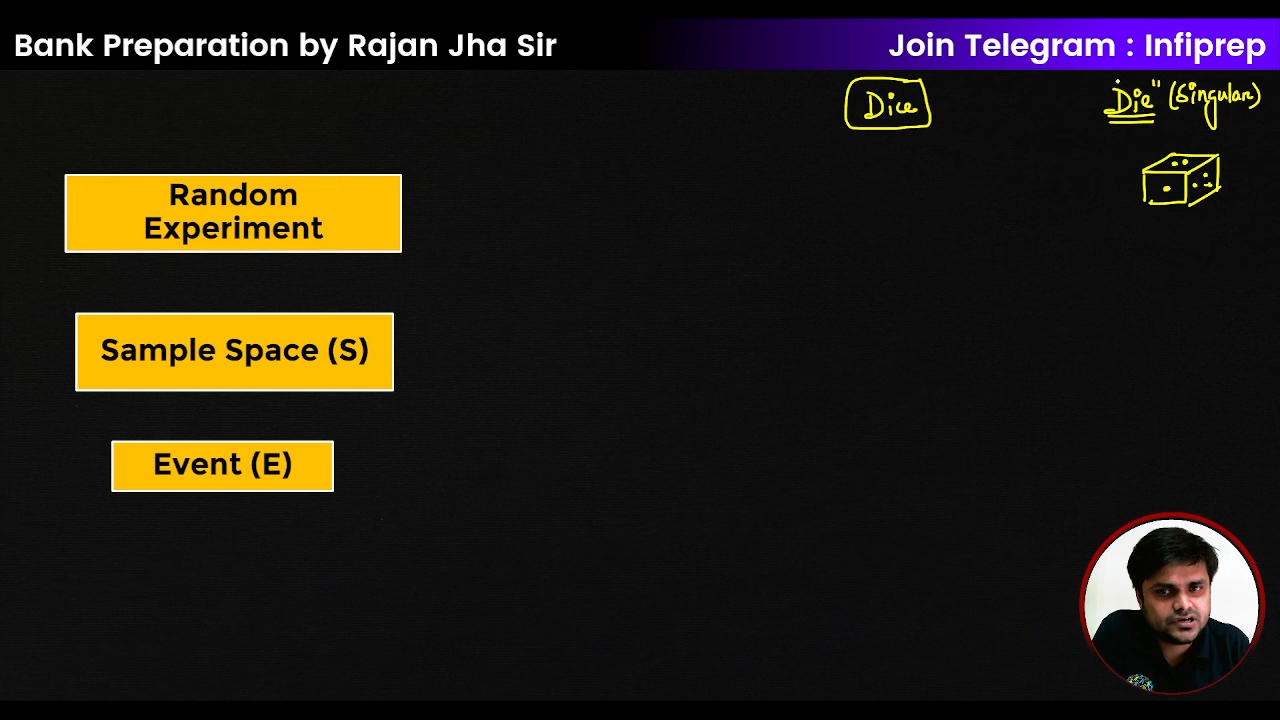 Bank Preparation by Rajan Jha Sir
Join Telegram : Infiprep
Dice
Die" (Singular)
Random
Experiment
Sample Space (S)
Event (E)